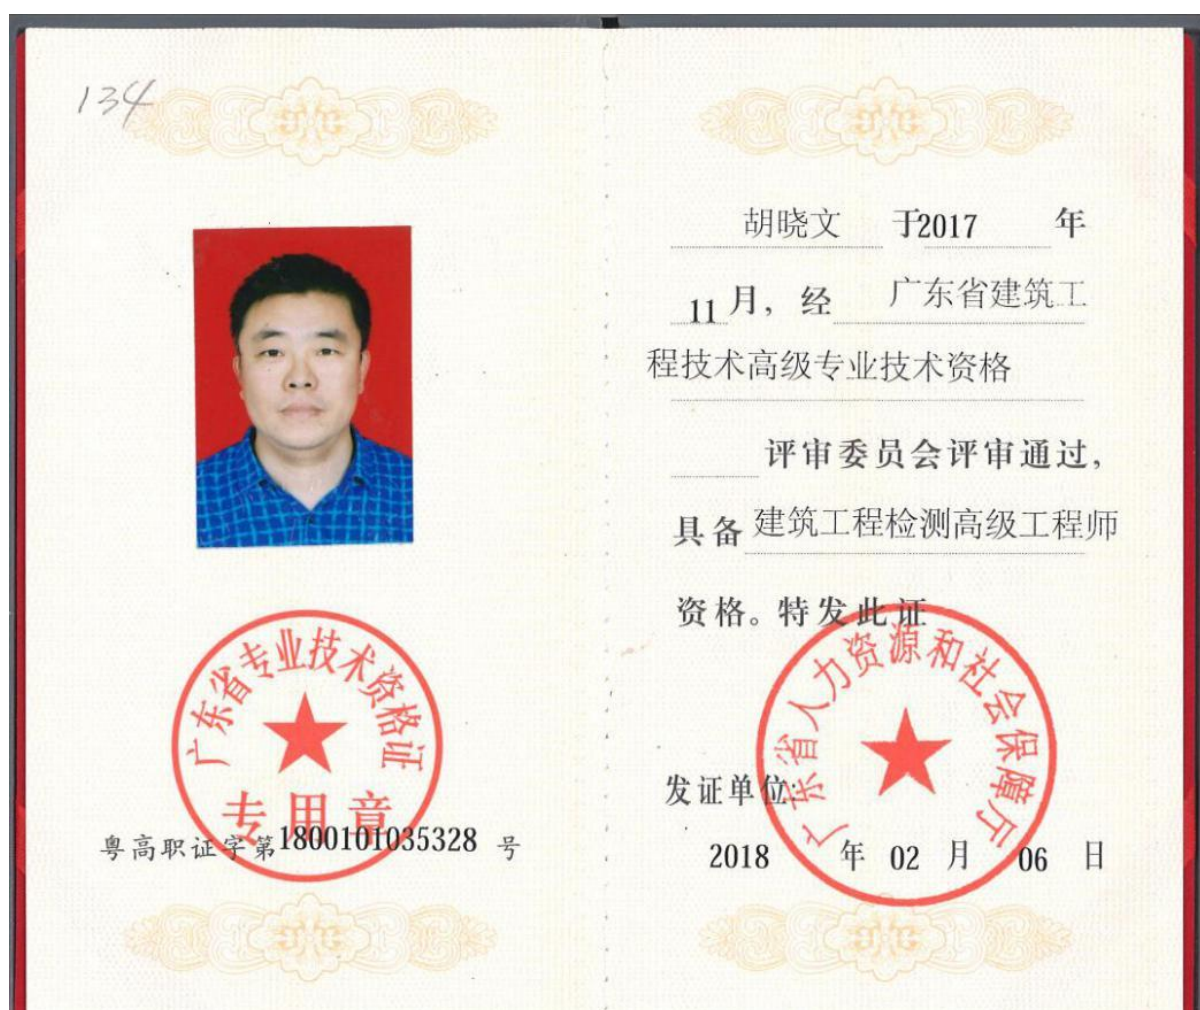 134
广东省专业技术资格证
专用章
粤高职证字第1800101035328 号
胡晓文 于2017 年
11月，经 广东省建筑工
程技术高级专业技术资格
评审委员会评审通过，
具备 建筑工程检测高级工程师
资格。特发此证
广东省人力资源和社会保障厅
发证单位:
2018 年 02 月 06 日